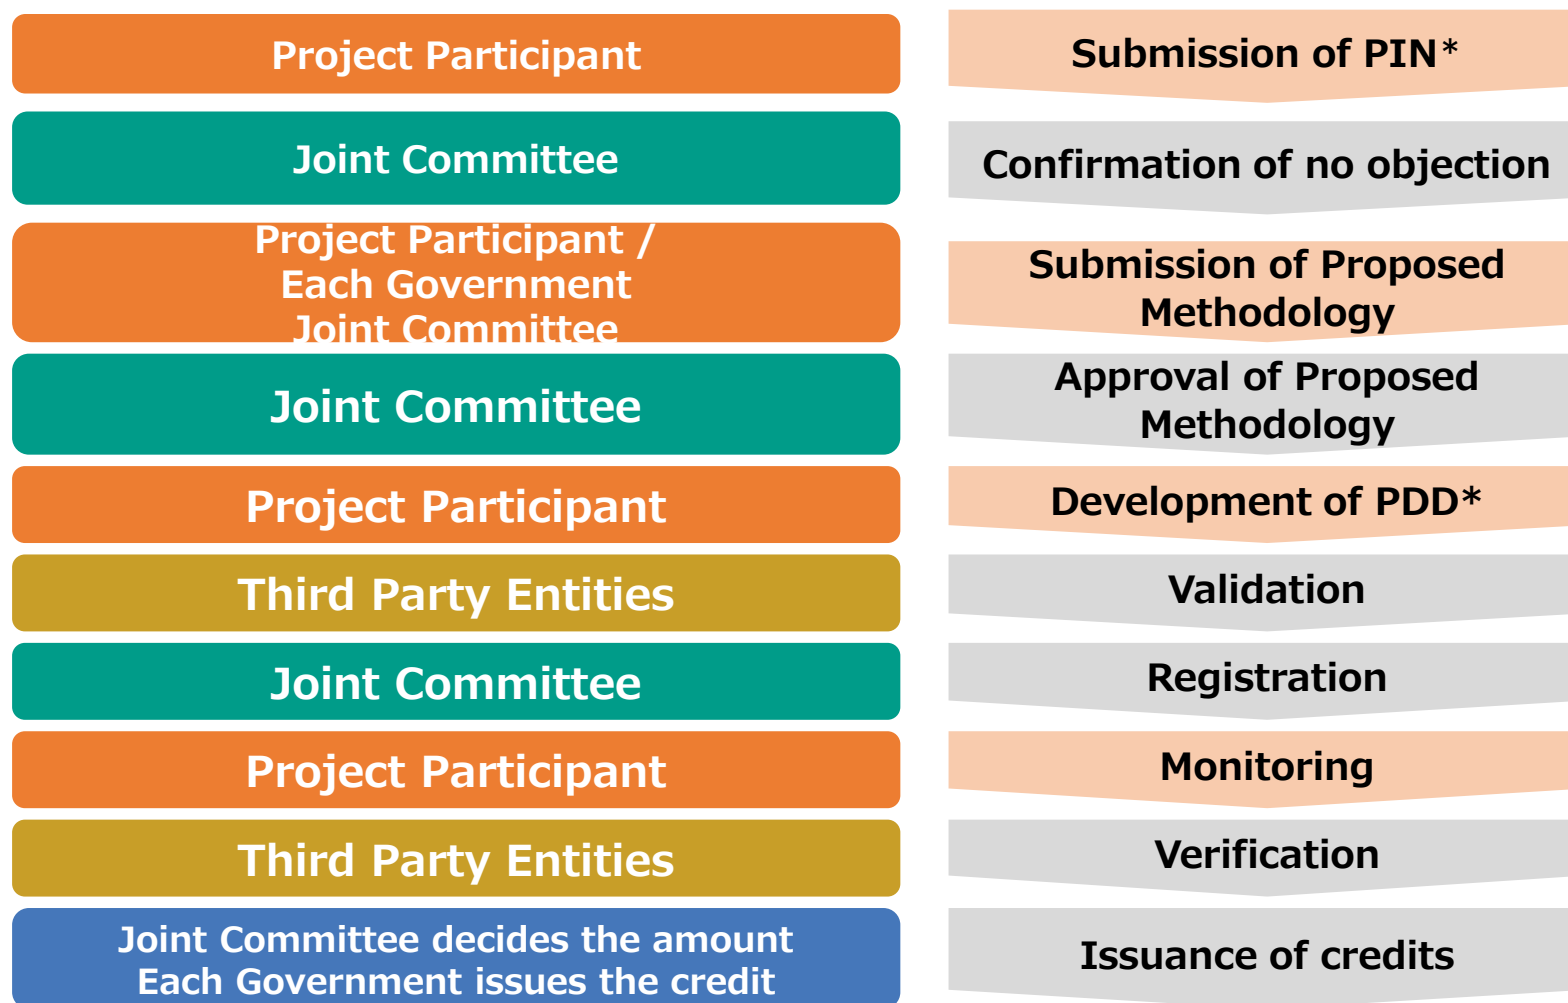 Project Participant
Submission of PIN*
Joint Committee
Confirmation of no objection
Project Participant /
Each Government
Joint Committee
Submission of Proposed
Methodology
Joint Committee
Approval of Proposed
Methodology
Project Participant
Development of PDD*
Third Party Entities
Validation
Joint Committee
Registration
Project Participant
Monitoring
Third Party Entities
Verification
Joint Committee decides the amount
Each Government issues the credit
Issuance of credits